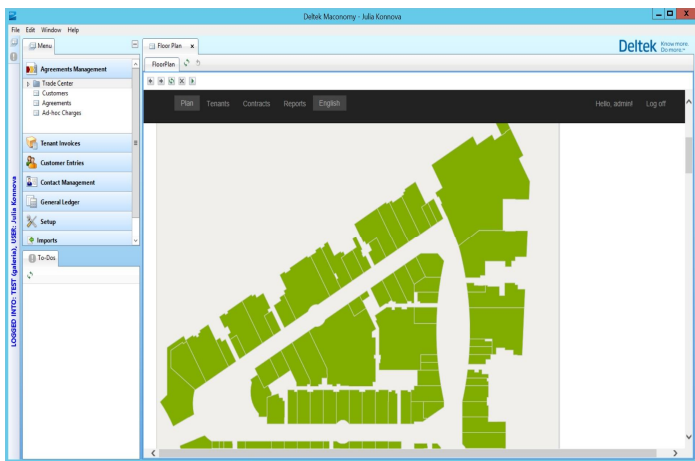 Deltek Maconomy - Julia Konnova
File Edit Window Help
Menu
Floor Plan x
Deltek Know more. Do more.™
Agreements Management
FloorPlan
Trade Center
Customers
Agreements
Ad-hoc Charges
Plan Tenants Contracts Reports English Hello, admin! Log off
Tenant Invoices
Customer Entries
Contact Management
General Ledger
Setup
Imports
To-Dos
LOGGED INTO: TEST (galeria), USER: Julia Konnova